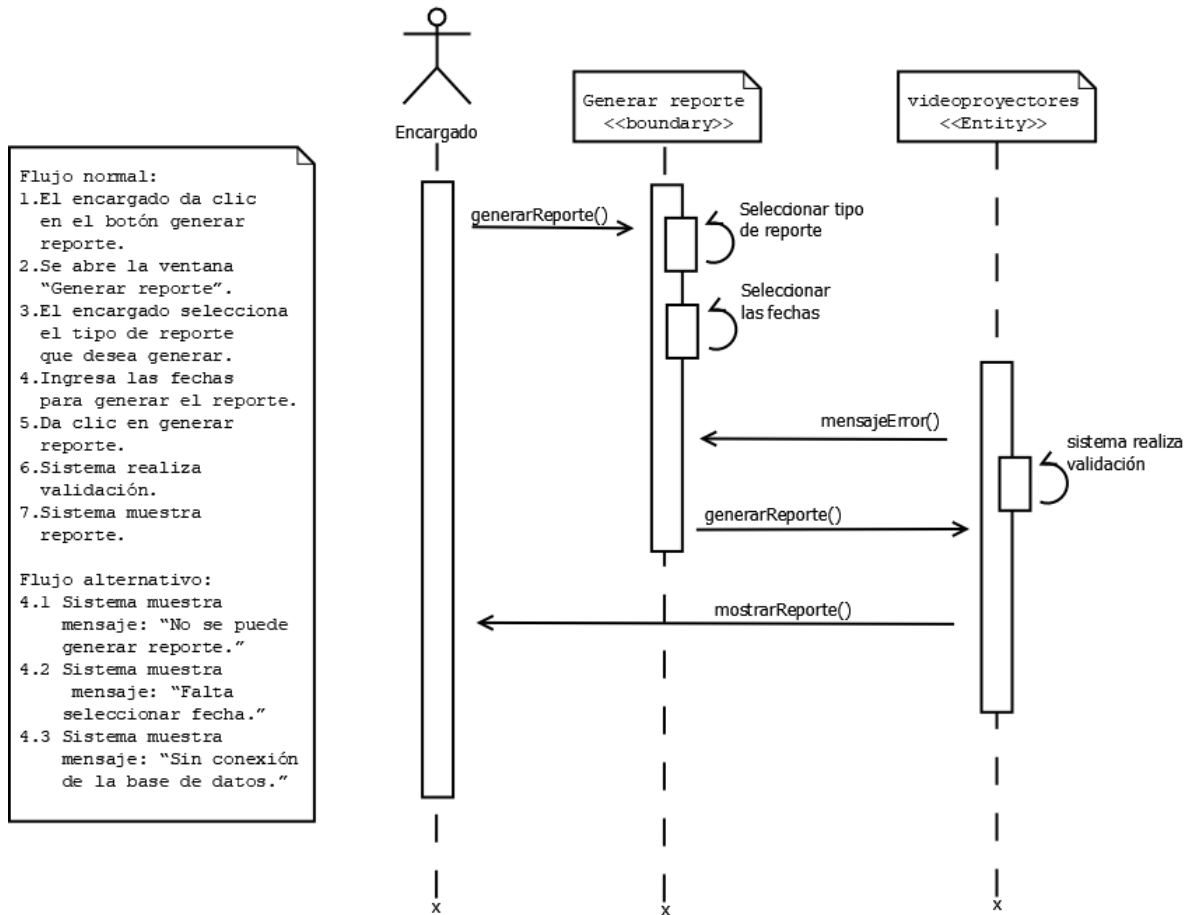 Encargado
Generar reporte
<<boundary>>
videoproyectores
<<Entity>>
Flujo normal:
1.El encargado da clic
en el botón generar
reporte.
2.Se abre la ventana
“Generar reporte”.
3.El encargado selecciona
el tipo de reporte
que desea generar.
4.Ingresa las fechas
para generar el reporte.
5.Da clic en generar
reporte.
6.Sistema realiza
validación.
7.Sistema muestra
reporte.
Flujo alternativo:
4.1 Sistema muestra
mensaje: “No se puede
generar reporte.”
4.2 Sistema muestra
mensaje: “Falta
seleccionar fecha.”
4.3 Sistema muestra
mensaje: “Sin conexión
de la base de datos.”
generarReporte()
Seleccionar tipo
de reporte
Seleccionar
las fechas
mensajeError()
sistema realiza
validación
generarReporte()
mostrarReporte()
x
x
x